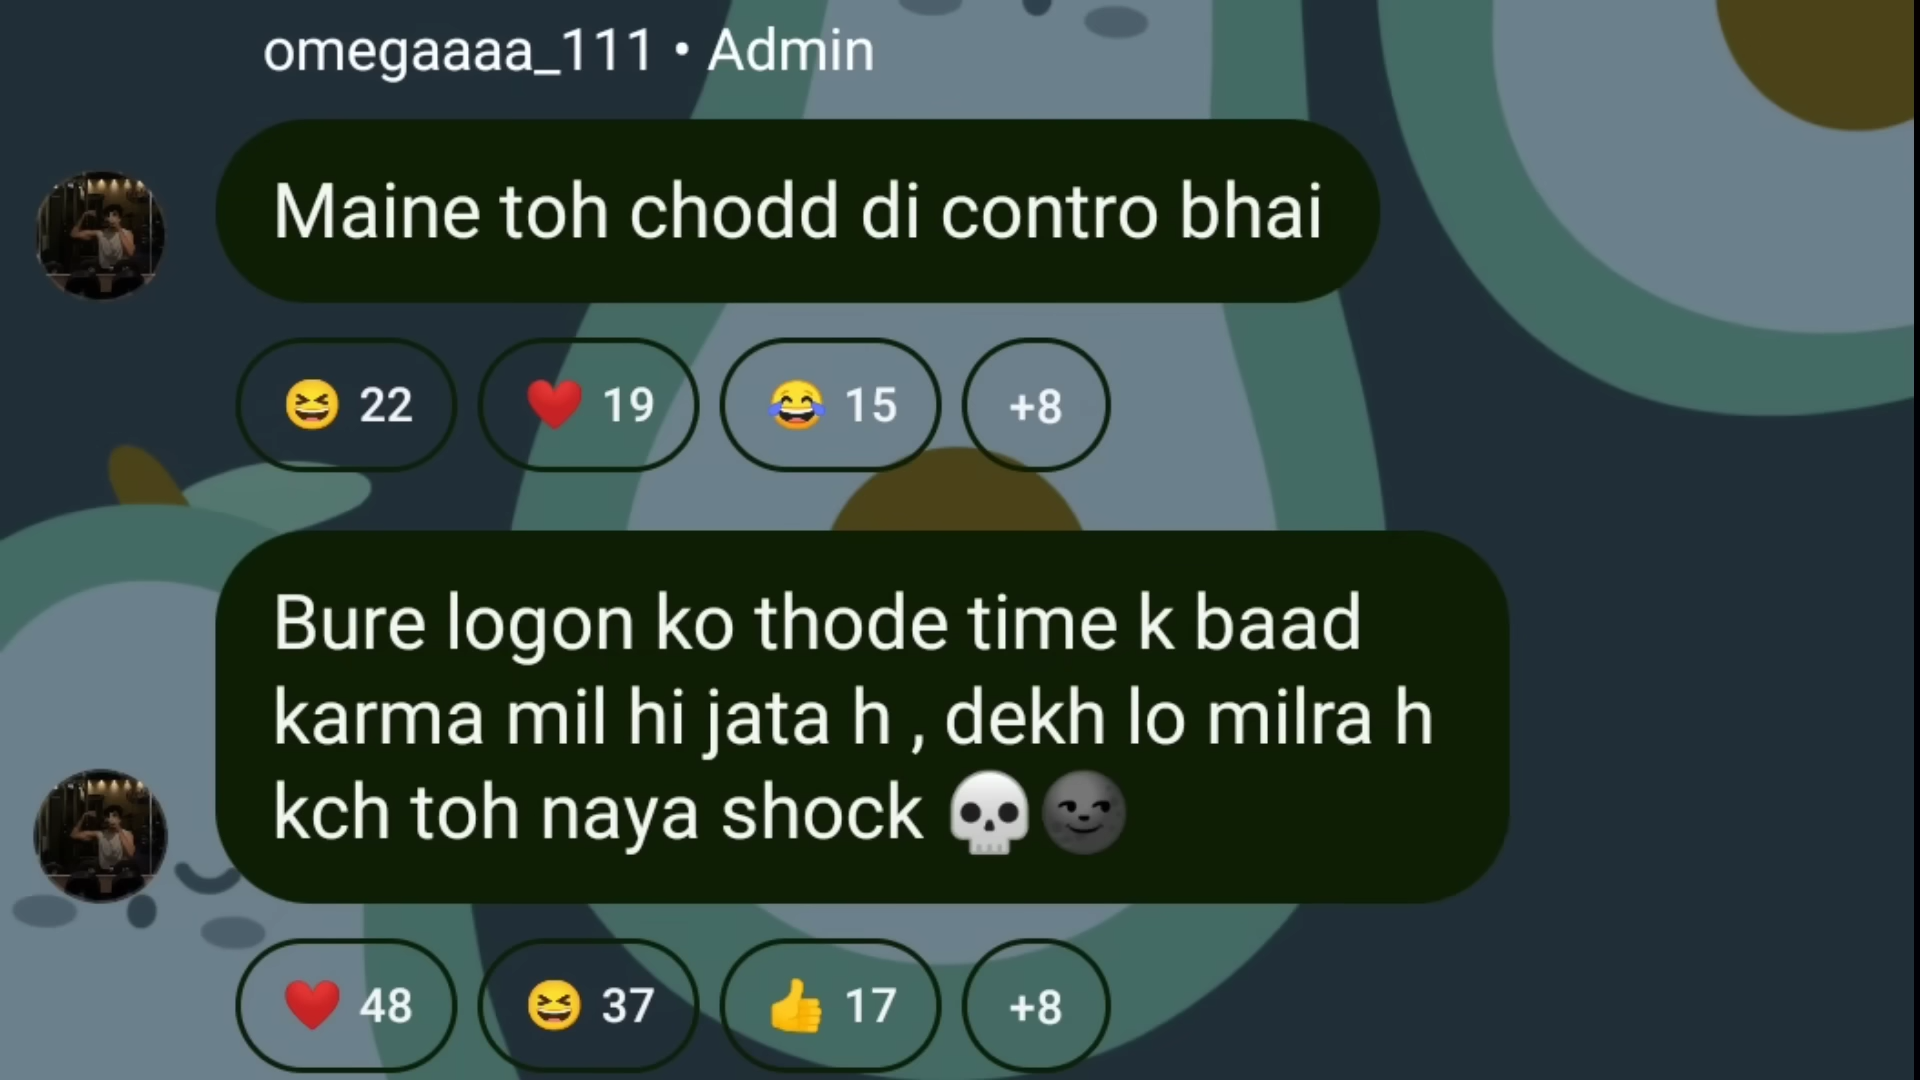 omegaaaa_111 • Admin
Maine toh chodd di contro bhai
😆 22 ❤️ 19 😂 15 +8
Bure logon ko thode time k baad
karma mil hi jata h , dekh lo milra h
kch toh naya shock 💀🌚
❤️ 48 😆 37 👍 17 +8